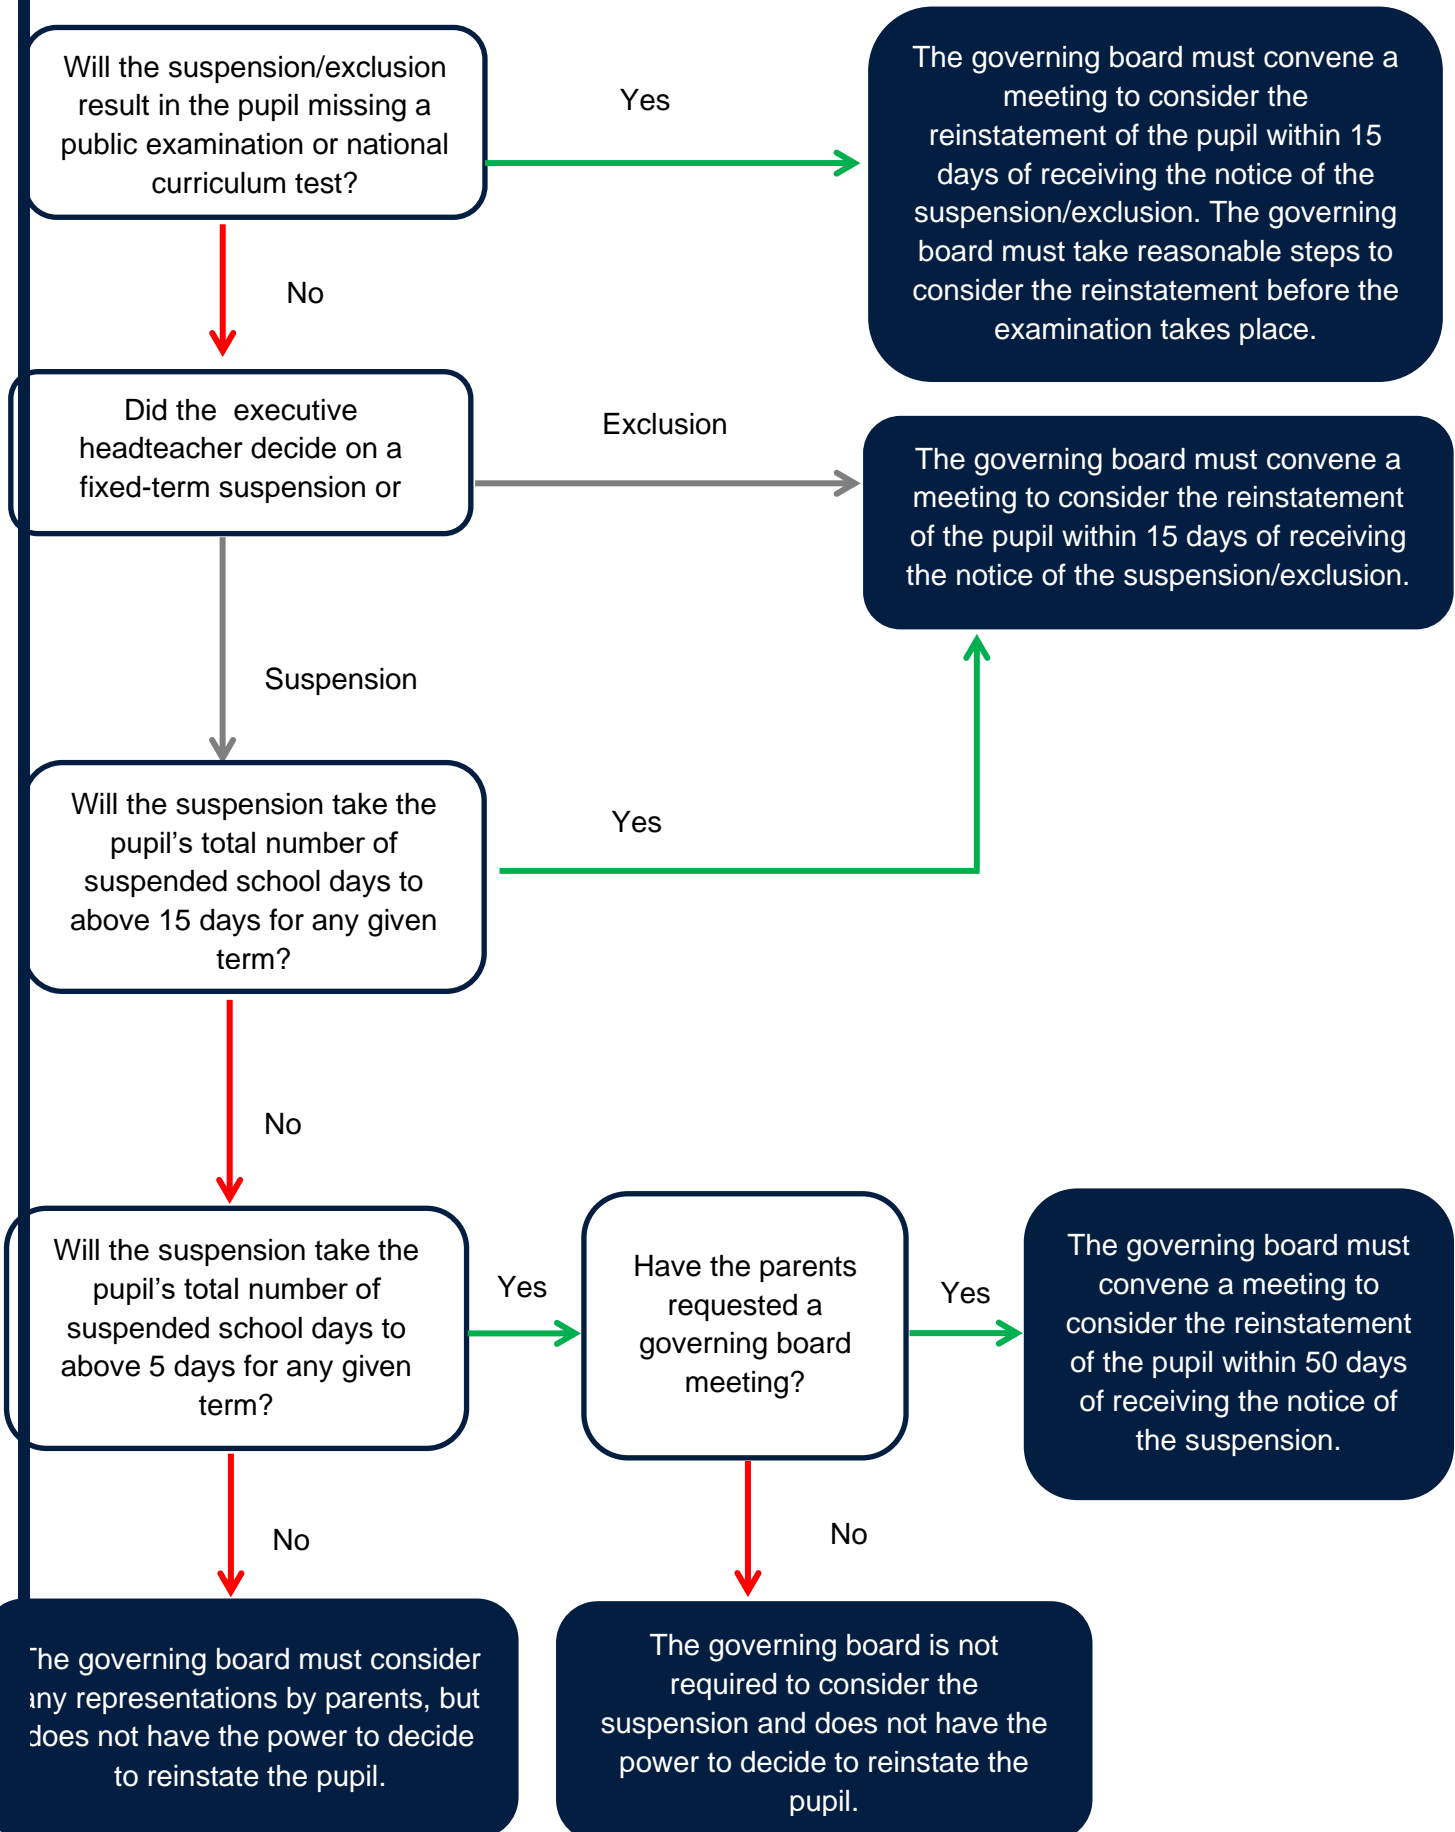 Will the suspension/exclusion
result in the pupil missing a
public examination or national
curriculum test?
Yes
The governing board must convene a
meeting to consider the
reinstatement of the pupil within 15
days of receiving the notice of the
suspension/exclusion. The governing
board must take reasonable steps to
consider the reinstatement before the
examination takes place.
No
Did the executive
headteacher decide on a
fixed-term suspension or
Exclusion
The governing board must convene a
meeting to consider the reinstatement
of the pupil within 15 days of receiving
the notice of the suspension/exclusion.
Suspension
Will the suspension take the
pupil’s total number of
suspended school days to
above 15 days for any given
term?
Yes
No
Will the suspension take the
pupil’s total number of
suspended school days to
above 5 days for any given
term?
Yes
Have the parents
requested a
governing board
meeting?
Yes
The governing board must
convene a meeting to
consider the reinstatement
of the pupil within 50 days
of receiving the notice of
the suspension.
No
No
The governing board must consider
any representations by parents, but
does not have the power to decide
to reinstate the pupil.
The governing board is not
required to consider the
suspension and does not have the
power to decide to reinstate the
pupil.